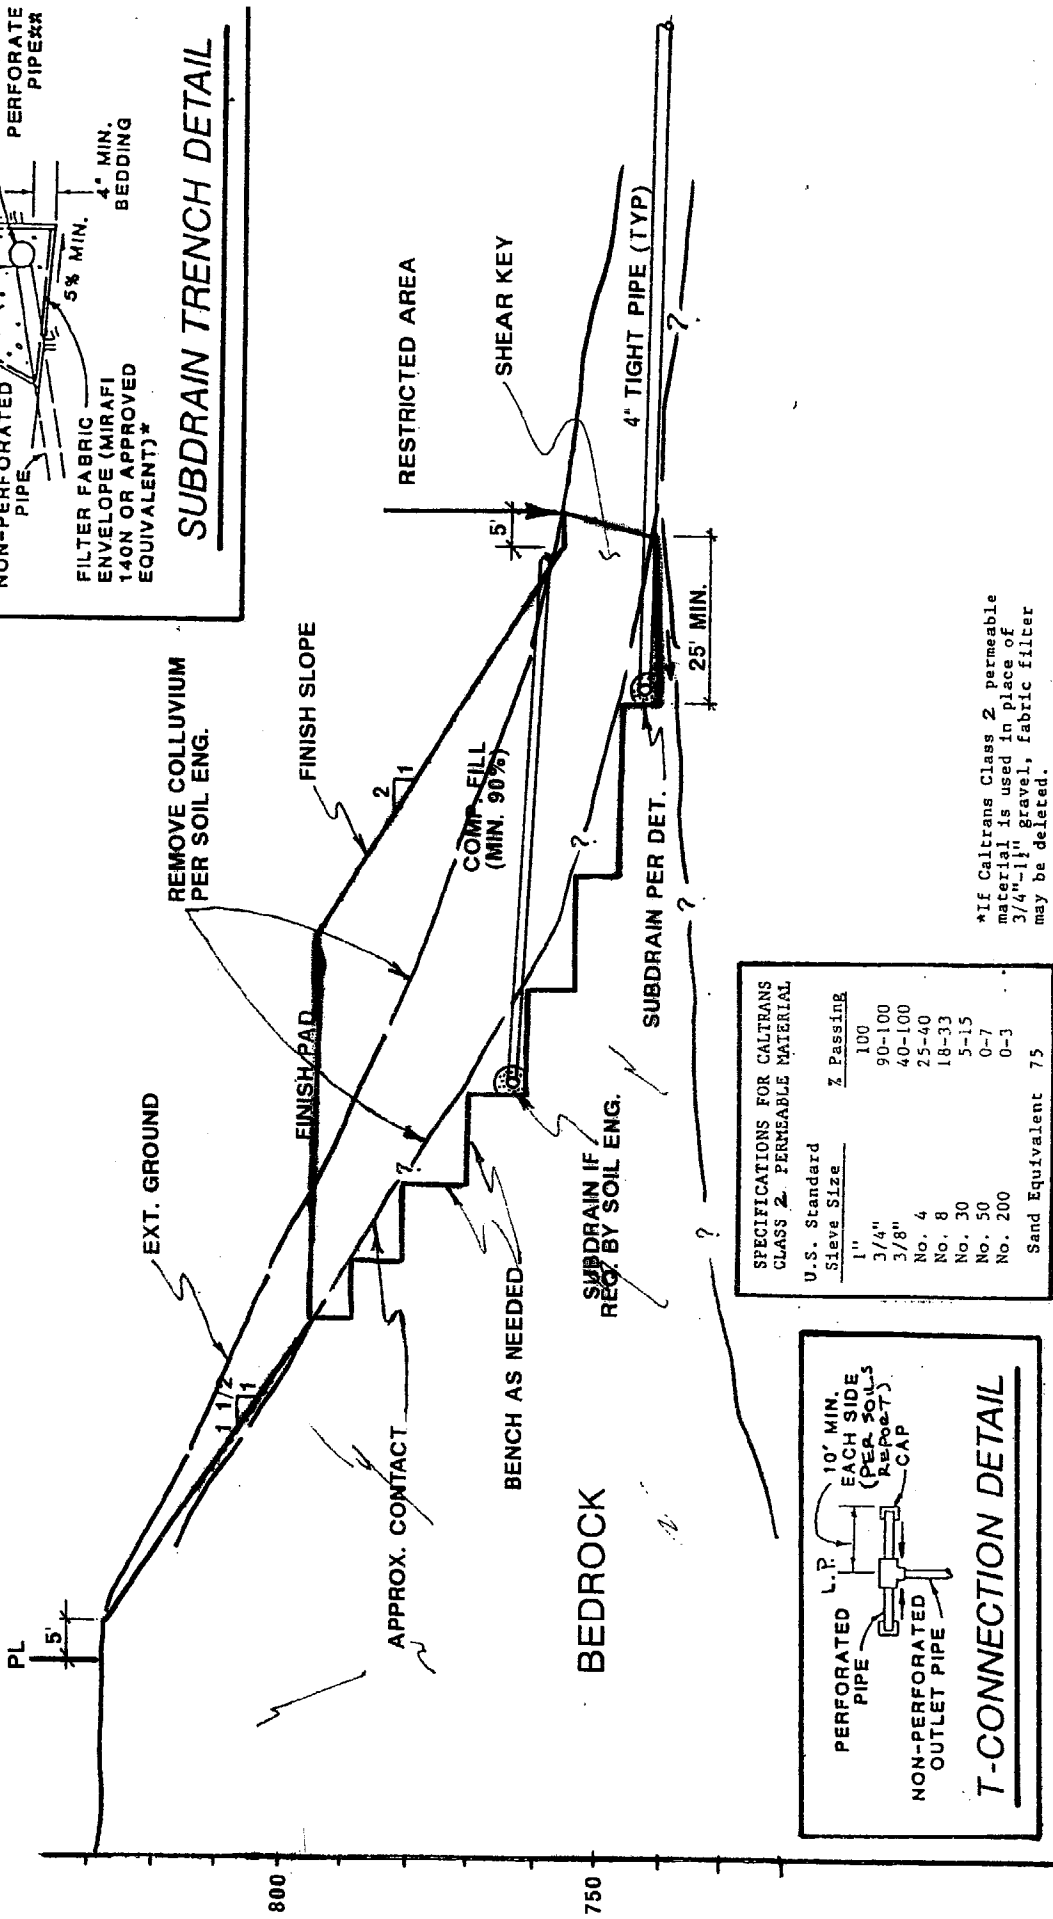 PL
5'
EXT. GROUND
1 1/2
1
REMOVE COLLUVIUM
PER SOIL ENG.
FINISH PAD
FINISH SLOPE
2
1
COMP. FILL
(MIN. 90%)
5'
RESTRICTED AREA
SHEAR KEY
4" TIGHT PIPE (TYP)
25' MIN.
?
?
?
?
?
SUBDRAIN PER DET.
SUBDRAIN IF
REQ. BY SOIL ENG.
BENCH AS NEEDED
APPROX. CONTACT
BEDROCK
800
750
NON-PERFORATED
PIPE
PERFORATE
PIPE**
4" MIN.
BEDDING
5% MIN.
FILTER FABRIC
ENVELOPE (MIRAFI
140N OR APPROVED
EQUIVALENT)*
SUBDRAIN TRENCH DETAIL
PERFORATED
PIPE
L.P.
10' MIN.
EACH SIDE
(PER SOILS
REPORT)
CAP
NON-PERFORATED
OUTLET PIPE
T-CONNECTION DETAIL
SPECIFICATIONS FOR CALTRANS
CLASS 2 PERMEABLE MATERIAL
U.S. Standard
Sieve Size % Passing
1" 100
3/4" 90-100
3/8" 40-100
No. 4 25-40
No. 8 18-33
No. 30 5-15
No. 50 0-7
No. 200 0-3
Sand Equivalent 75
*If Caltrans Class 2 permeable
material is used in place of
3/4"-1½" gravel, fabric filter
may be deleted.